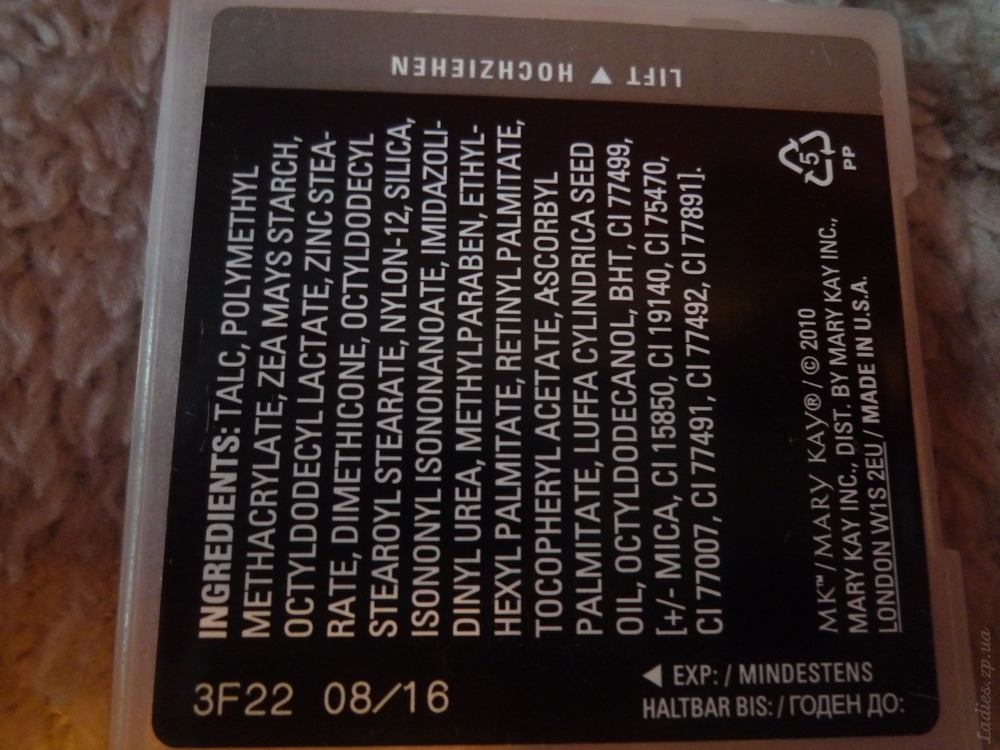 LIFT ▲ HOCHZIEHEN
INGREDIENTS: TALC, POLYMETHYL
METHACRYLATE, ZEA MAYS STARCH,
OCTYLDODECYL LACTATE, ZINC STEA-
RATE, DIMETHICONE, OCTYLDODECYL
STEAROYL STEARATE, NYLON-12, SILICA,
ISONONYL ISONONANOATE, IMIDAZOLI-
DINYL UREA, METHYLPARABEN, ETHYL-
HEXYL PALMITATE, RETINYL PALMITATE,
TOCOPHERYL ACETATE, ASCORBYL
PALMITATE, LUFFA CYLINDRICA SEED
OIL, OCTYLDODECANOL, BHT, CI 77499,
[+/- MICA, CI 15850, CI 19140, CI 75470,
CI 77007, CI 77491, CI 77492, CI 77891].
5
PP
MK™/MARY KAY®/ © 2010
MARY KAY INC., DIST. BY MARY KAY INC.,
LONDON W1S 2EU / MADE IN U.S.A.
3F22 08/16
◀ EXP: / MINDESTENS
HALTBAR BIS: / ГОДЕН ДО:
Ladies.zp.ua